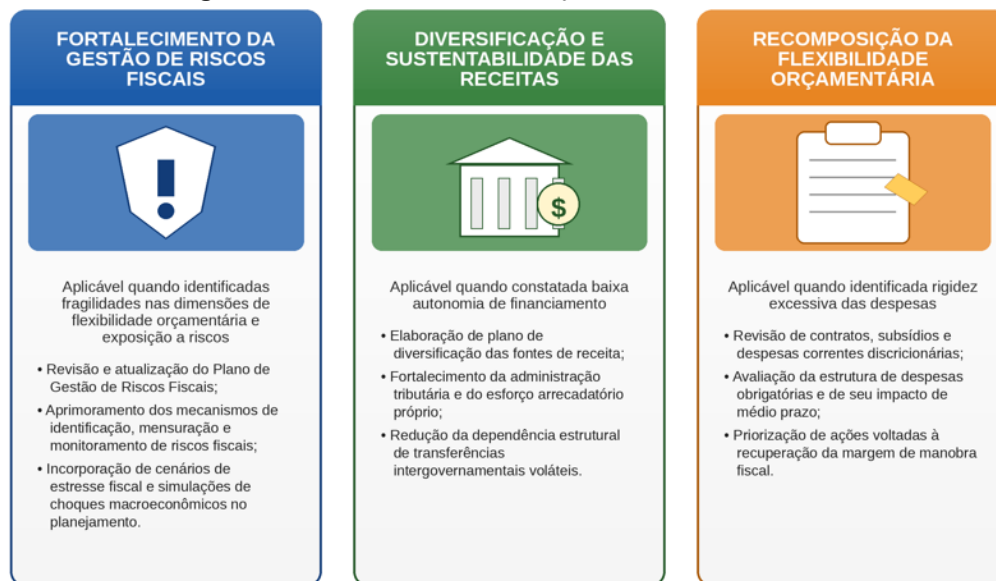 FORTALECIMENTO DA
GESTÃO DE RISCOS
FISCAIS
Aplicável quando identificadas
fragilidades nas dimensões de
flexibilidade orçamentária e
exposição a riscos
• Revisão e atualização do Plano de
Gestão de Riscos Fiscais;
• Aprimoramento dos mecanismos de
identificação, mensuração e
monitoramento de riscos fiscais;
• Incorporação de cenários de
estresse fiscal e simulações de
choques macroeconômicos no
planejamento.
DIVERSIFICAÇÃO E
SUSTENTABILIDADE DAS
RECEITAS
$
Aplicável quando constatada baixa
autonomia de financiamento
• Elaboração de plano de
diversificação das fontes de receita;
• Fortalecimento da administração
tributária e do esforço arrecadatório
próprio;
• Redução da dependência estrutural
de transferências
intergovernamentais voláteis.
RECOMPOSIÇÃO DA
FLEXIBILIDADE
ORÇAMENTÁRIA
Aplicável quando identificada rigidez
excessiva das despesas
• Revisão de contratos, subsídios e
despesas correntes discricionárias;
• Avaliação da estrutura de despesas
obrigatórias e de seu impacto de
médio prazo;
• Priorização de ações voltadas à
recuperação da margem de manobra
fiscal.